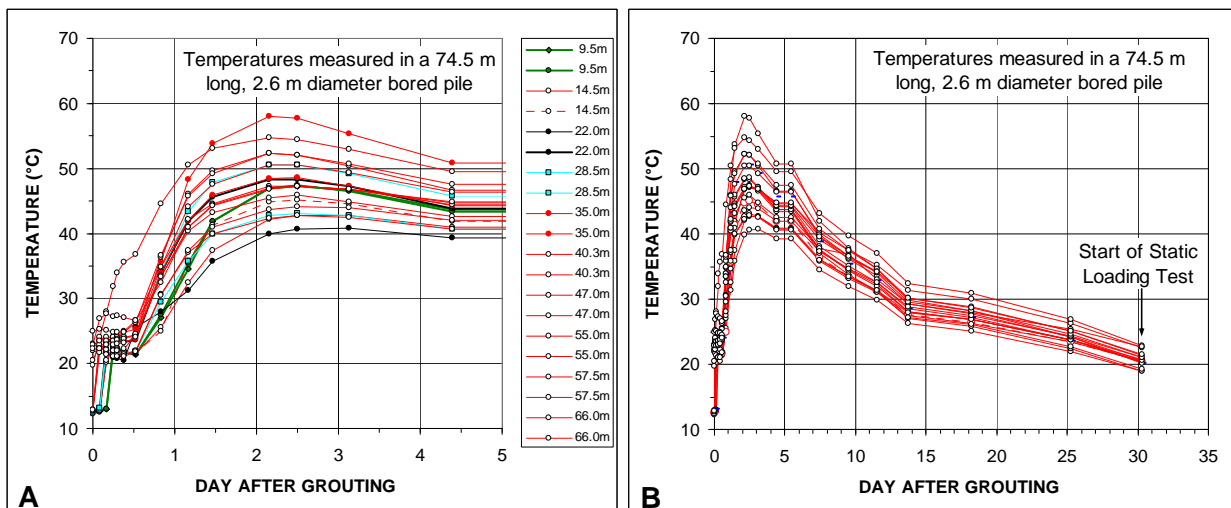 Temperatures measured in a 74.5 m
long, 2.6 m diameter bored pile
TEMPERATURE (°C)
70
60
50
40
30
20
10
0
1
2
3
4
5
DAY AFTER GROUTING
A
9.5m
9.5m
14.5m
14.5m
22.0m
22.0m
28.5m
28.5m
35.0m
35.0m
40.3m
40.3m
47.0m
47.0m
55.0m
55.0m
57.5m
57.5m
66.0m
66.0m
Temperatures measured in a 74.5 m
long, 2.6 m diameter bored pile
Start of Static
Loading Test
TEMPERATURE (°C)
70
60
50
40
30
20
10
0
5
10
15
20
25
30
35
DAY AFTER GROUTING
B